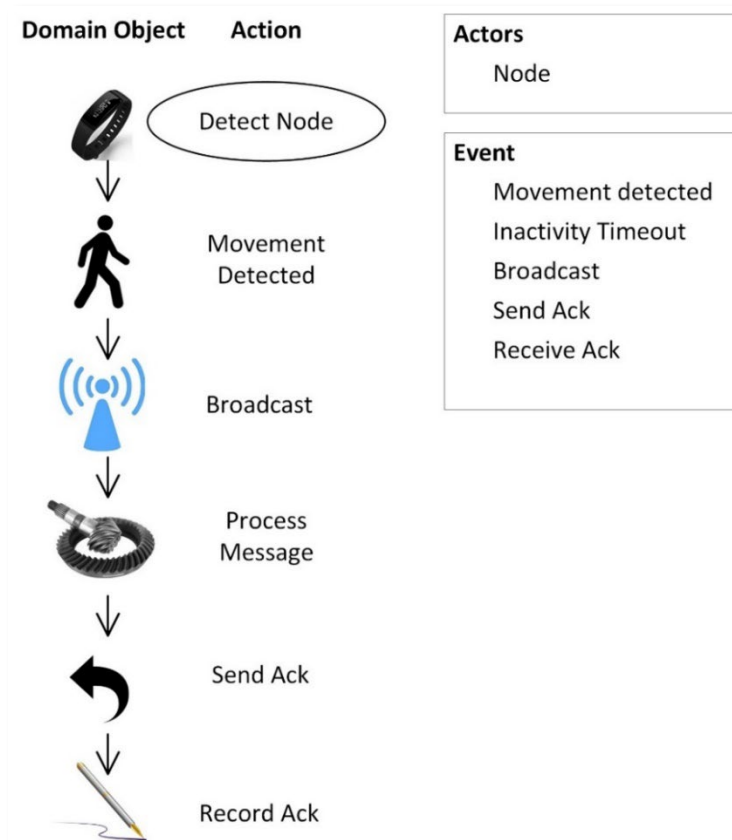 Domain Object
Action
Detect Node
Movement
Detected
Broadcast
Process
Message
Send Ack
Record Ack
Actors
Node
Event
Movement detected
Inactivity Timeout
Broadcast
Send Ack
Receive Ack